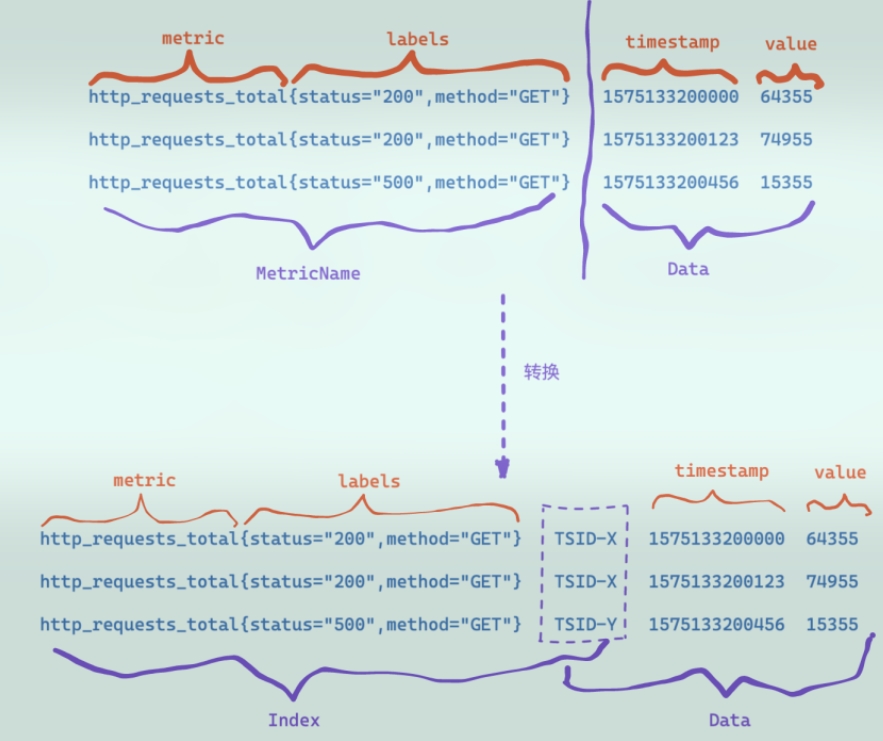 metric labels timestamp value
http_requests_total{status="200",method="GET"} 1575133200000 64355
http_requests_total{status="200",method="GET"} 1575133200123 74955
http_requests_total{status="500",method="GET"} 1575133200456 15355
MetricName Data
转换
metric labels timestamp value
http_requests_total{status="200",method="GET"} TSID-X 1575133200000 64355
http_requests_total{status="200",method="GET"} TSID-X 1575133200123 74955
http_requests_total{status="500",method="GET"} TSID-Y 1575133200456 15355
Index Data